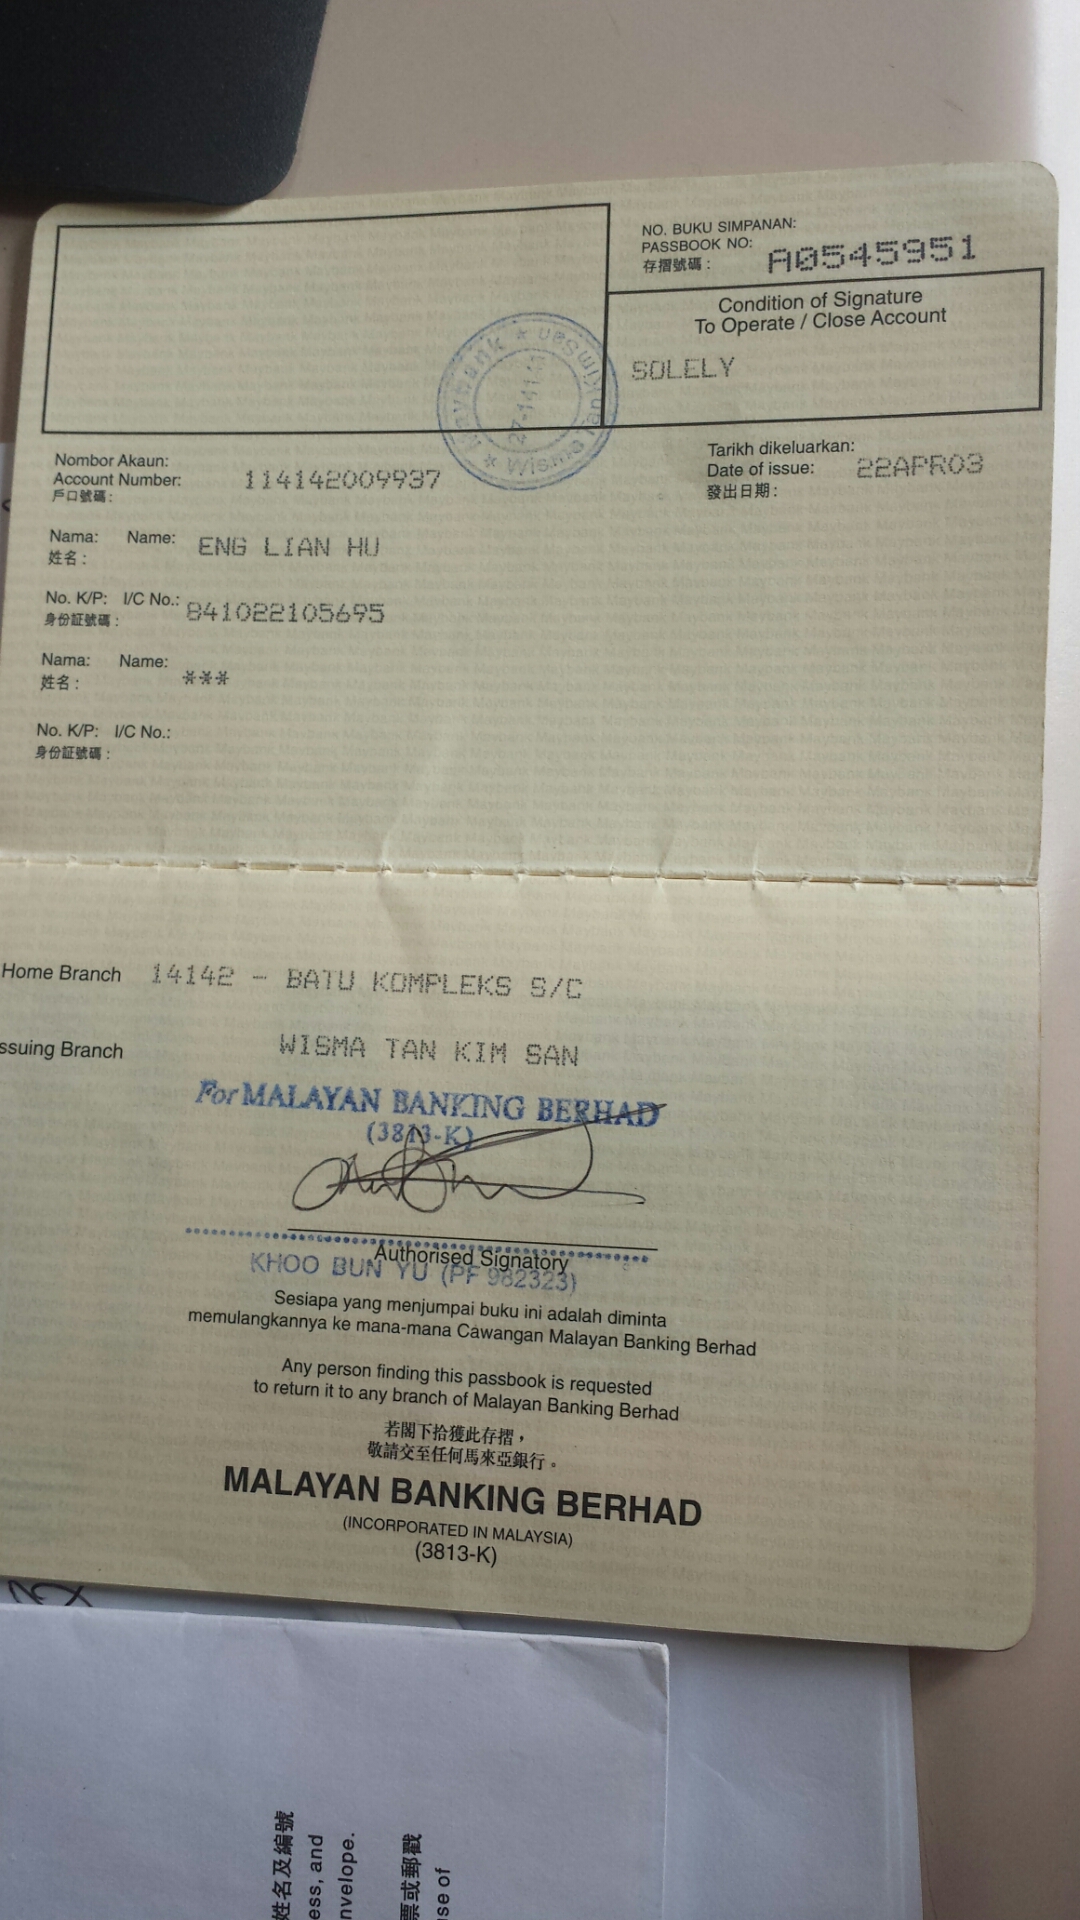 NO. BUKU SIMPANAN:
PASSBOOK NO: A0545951
存摺號碼:
Condition of Signature
To Operate / Close Account
SOLELY
Maybank ★ Wisma Tan Kim San ★
Nombor Akaun:
Account Number: 114142009937
戶口號碼:
Tarikh dikeluarkan:
Date of issue: 22APR03
發出日期:
Nama: Name: ENG LIAN HU
姓名:
No. K/P: I/C No.: 841022105695
身份証號碼:
Nama: Name: ***
姓名:
No. K/P: I/C No.:
身份証號碼:
Home Branch 14142 - BATU KOMPLEKS S/C
ssuing Branch WISMA TAN KIM SAN
For MALAYAN BANKING BERHAD
(3813-K)
Authorised Signatory
KHOO BUN YU (PF 982323)
Sesiapa yang menjumpai buku ini adalah diminta
memulangkannya ke mana-mana Cawangan Malayan Banking Berhad
Any person finding this passbook is requested
to return it to any branch of Malayan Banking Berhad
若閣下拾獲此存摺,
敬請交至任何馬來亞銀行。
MALAYAN BANKING BERHAD
(INCORPORATED IN MALAYSIA)
(3813-K)
姓名及編號
ess, and
nvelope.
票或郵戳
se of